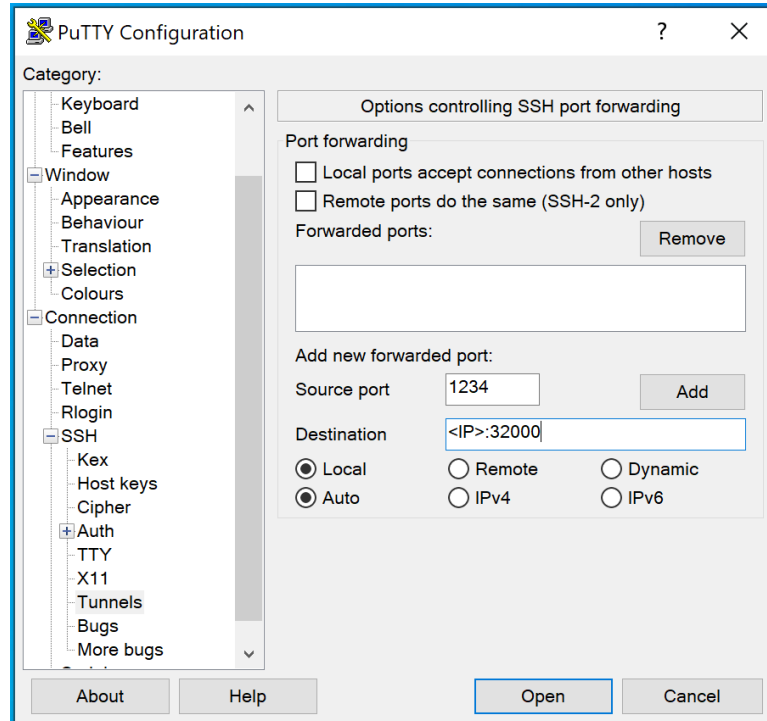 PuTTY Configuration
?
Category:
Keyboard
Bell
Features
Window
Appearance
Behaviour
Translation
Selection
Colours
Connection
Data
Proxy
Telnet
Rlogin
SSH
Kex
Host keys
Cipher
Auth
TTY
X11
Tunnels
Bugs
More bugs
Options controlling SSH port forwarding
Port forwarding
Local ports accept connections from other hosts
Remote ports do the same (SSH-2 only)
Forwarded ports:
Remove
Add new forwarded port:
Source port 1234 Add
Destination <IP>:32000
Local Remote Dynamic
Auto IPv4 IPv6
About Help Open Cancel